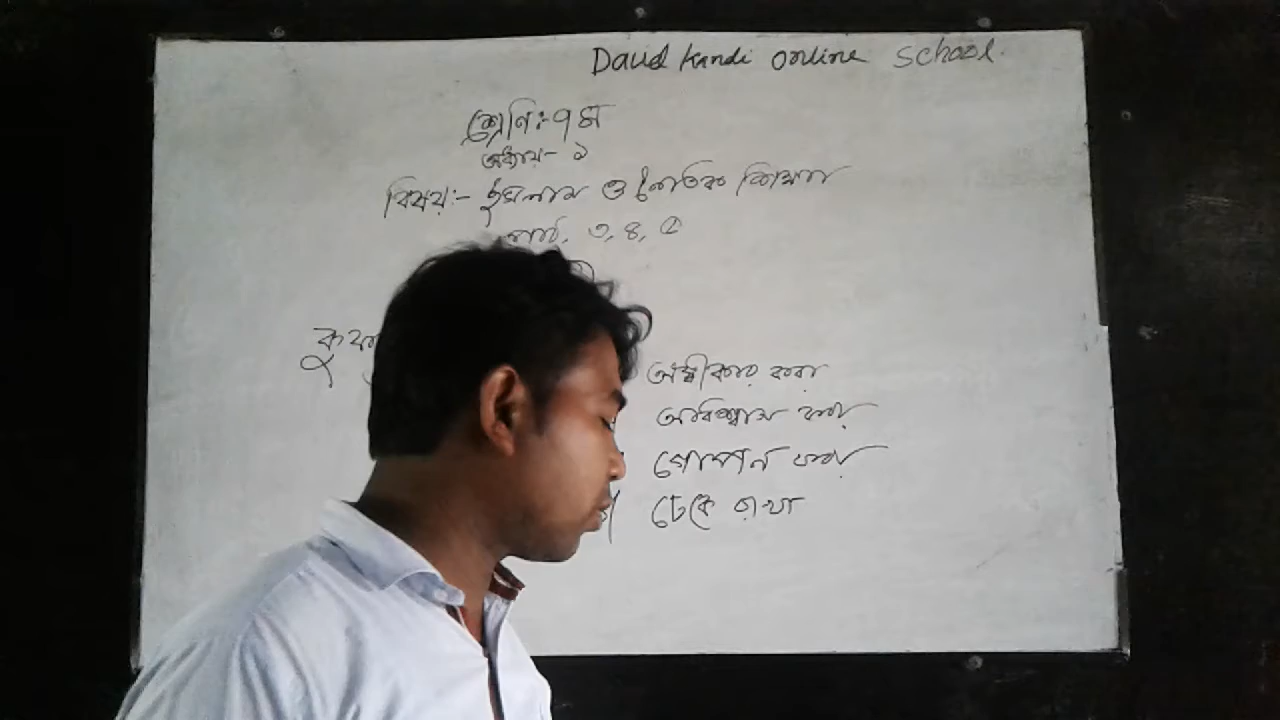 David Kandi online school.
শ্রেণি:- ৭ম
অধ্যায়- ১
বিষয়:- ইসলাম ও নৈতিক শিক্ষা
পাঠ, ৩, ৪, ৫
অস্বীকার করা
অবিশ্বাস করা
গোপন করা
ঢেকে রাখা